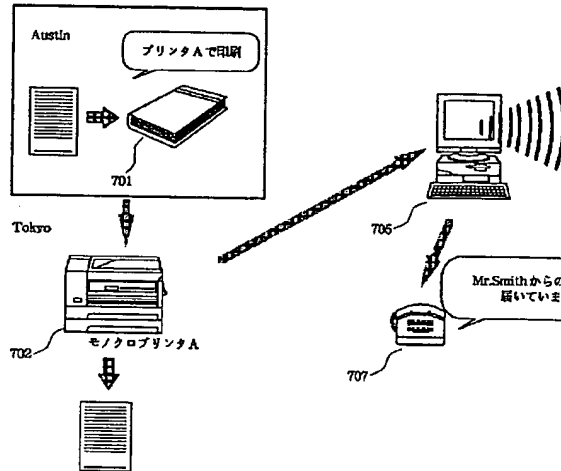 Austin
プリンタAで印刷
701
Tokyo
702
モノクロプリンタA
705
Mr.Smithからの
届いていま
707